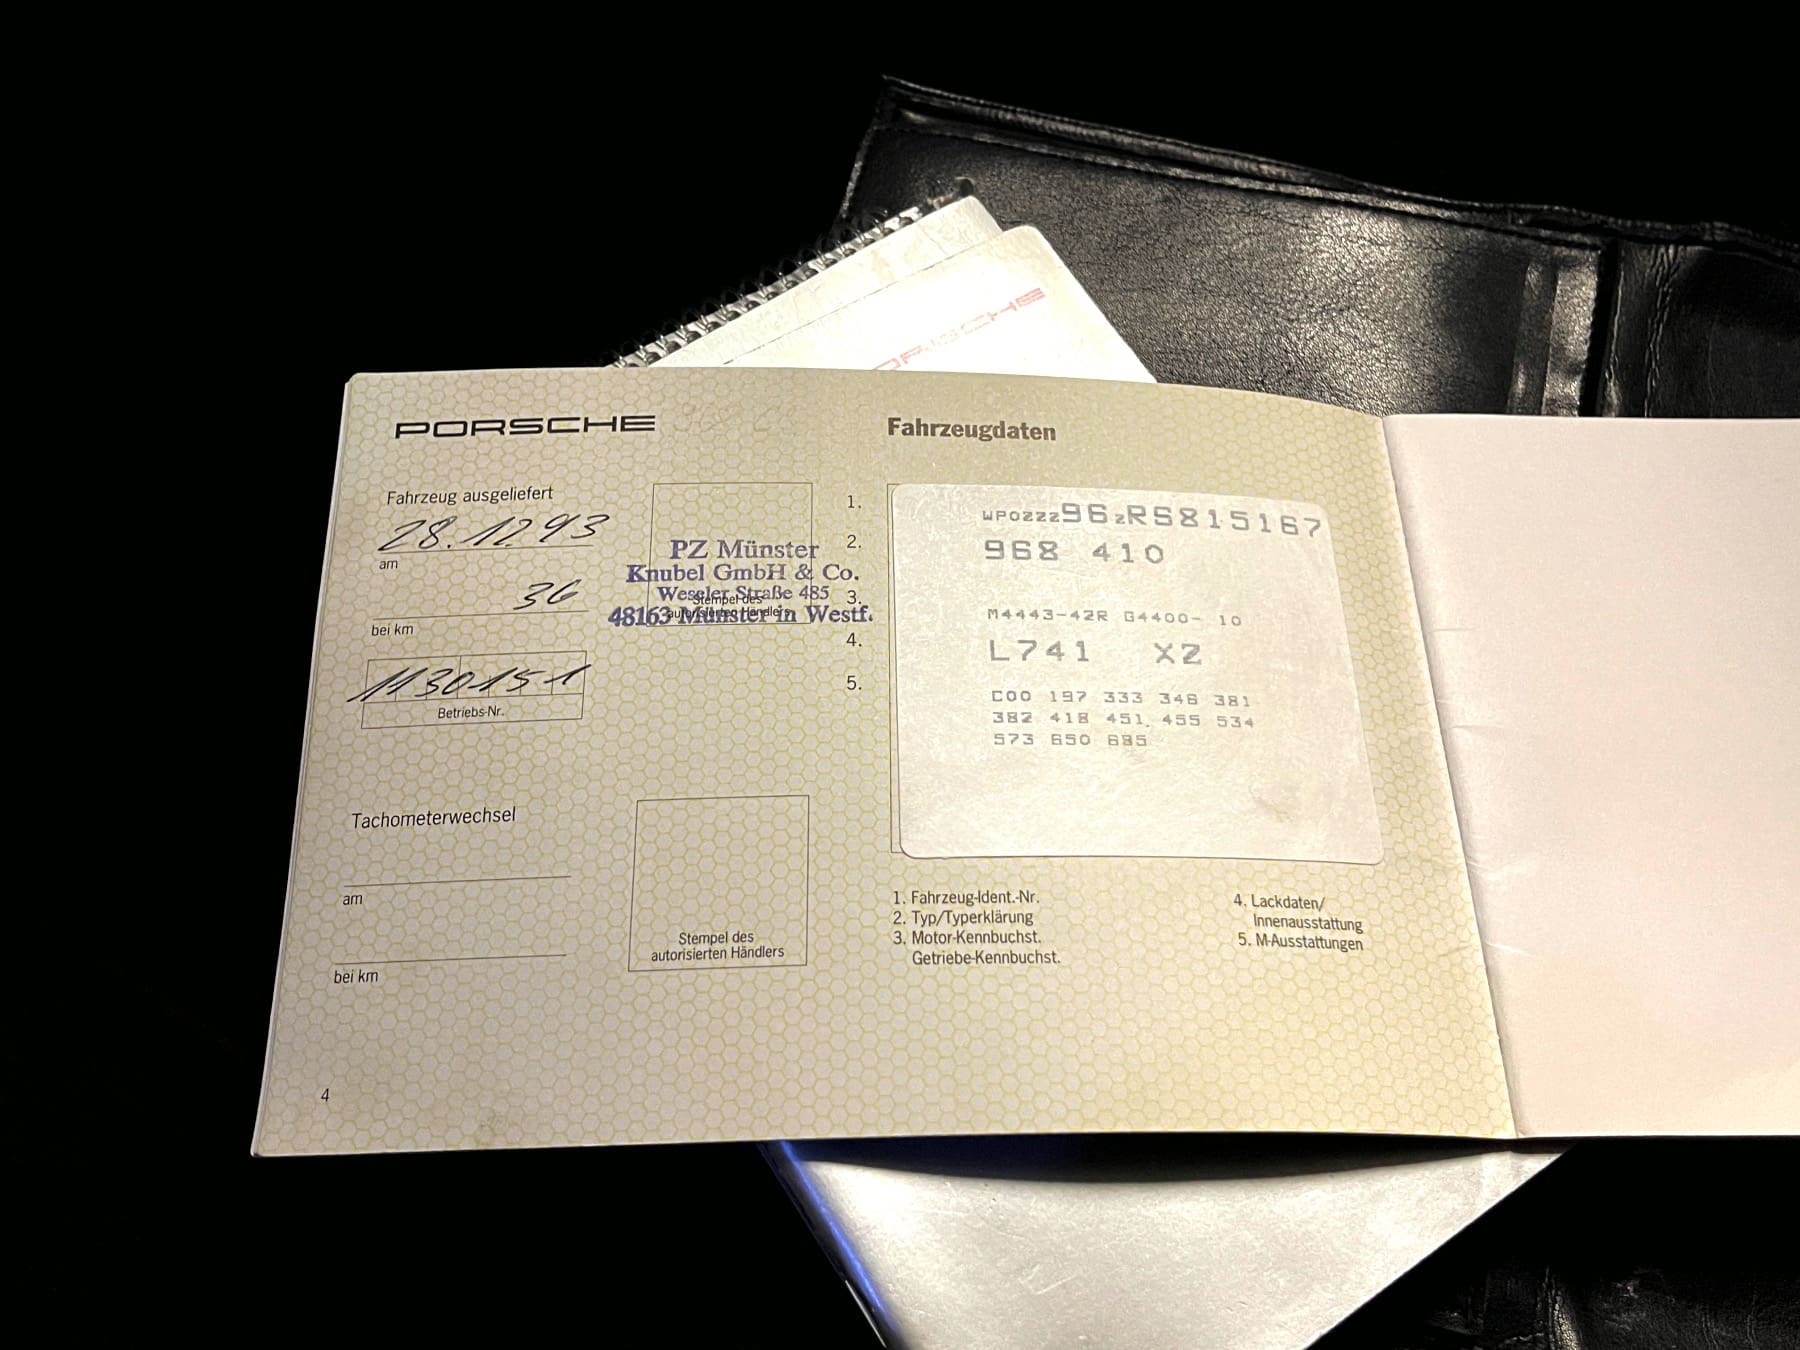 PORSCHE
PORSCHE
Fahrzeugdaten
Fahrzeug ausgeliefert
28.12.93
am
36
bei km
1130151
Betriebs-Nr.
PZ Münster
Knubel GmbH & Co.
Weseler Straße 485
48163 Münster in Westf.
Stempel des
autorisierten Händlers
1.
2.
3.
4.
5.
WPOZZZ96ZRS815167
968 410
M4443-42R G4400- 10
L741 XZ
C00 197 333 346 381
382 418 451 455 534
573 650 695
Tachometerwechsel
am
bei km
Stempel des
autorisierten Händlers
1. Fahrzeug-Ident.-Nr.
2. Typ/Typerklärung
3. Motor-Kennbuchst.
Getriebe-Kennbuchst.
4. Lackdaten/
Innenausstattung
5. M-Ausstattungen
4